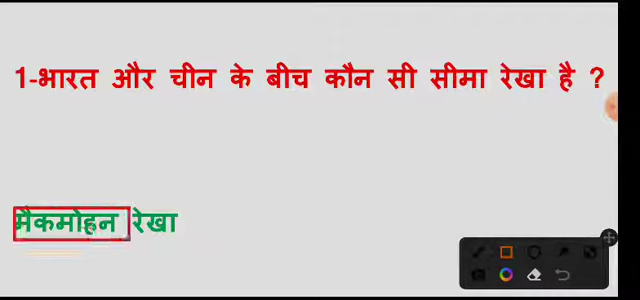 1-भारत और चीन के बीच कौन सी सीमा रेखा है ?
मैकमोहन रेखा